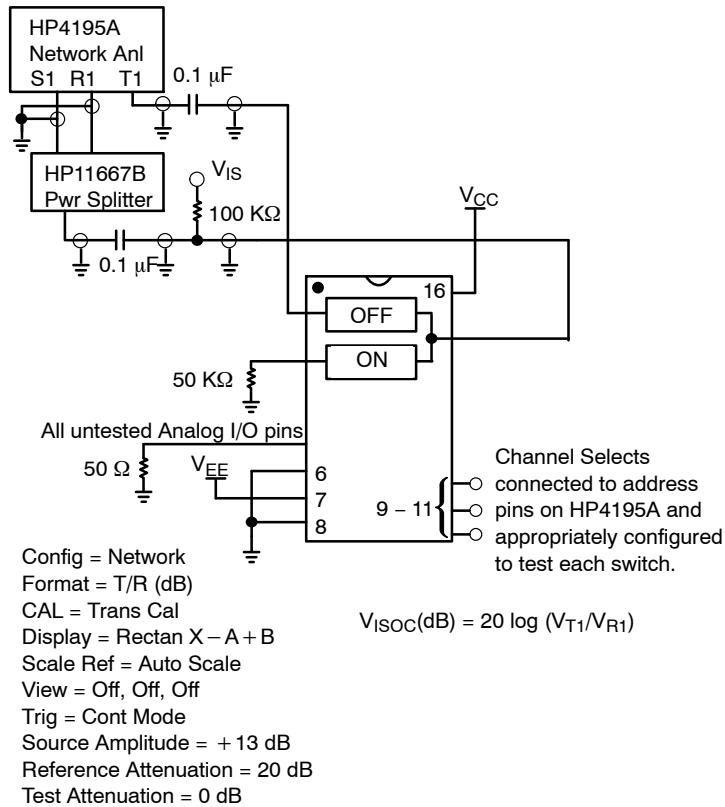 HP4195A
Network Anl
S1 R1 T1
0.1 μF
HP11667B
Pwr Splitter
VIS
100 KΩ
VCC
0.1 μF
16
OFF
ON
50 KΩ
All untested Analog I/O pins
50 Ω
VEE
6
7
8
9 – 11
Channel Selects
connected to address
pins on HP4195A and
appropriately configured
to test each switch.
Config = Network
Format = T/R (dB)
CAL = Trans Cal
Display = Rectan X – A + B
Scale Ref = Auto Scale
View = Off, Off, Off
Trig = Cont Mode
Source Amplitude = +13 dB
Reference Attenuation = 20 dB
Test Attenuation = 0 dB
VISOC(dB) = 20 log (VT1/VR1)